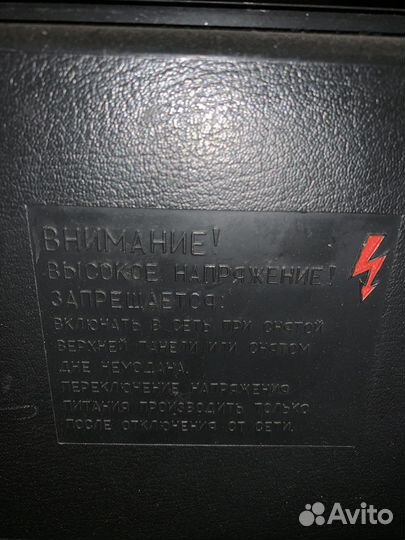 ВНИМАНИЕ!
ВЫСОКОЕ НАПРЯЖЕНИЕ!
ЗАПРЕЩАЕТСЯ:
ВКЛЮЧАТЬ В СЕТЬ ПРИ СНЯТОЙ
ВЕРХНЕЙ ПАНЕЛИ ИЛИ СНЯТОМ
ДНЕ ЧЕМОДАНА.
ПЕРЕКЛЮЧЕНИЕ НАПРЯЖЕНИЯ
ПИТАНИЯ ПРОИЗВОДИТЬ ТОЛЬКО
ПОСЛЕ ОТКЛЮЧЕНИЯ ОТ СЕТИ.
Avito